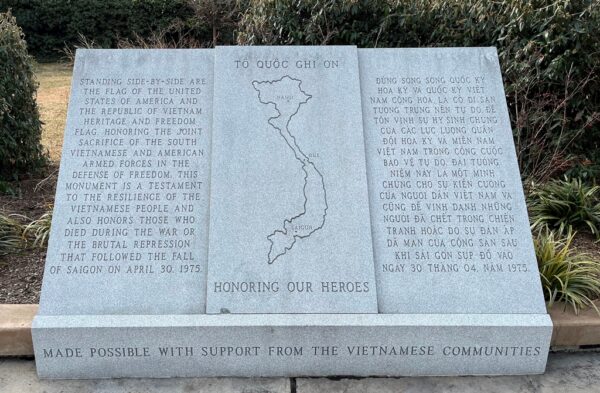 STANDING SIDE-BY-SIDE ARE
THE FLAG OF THE UNITED
STATES OF AMERICA AND
THE REPUBLIC OF VIETNAM
HERITAGE AND FREEDOM
FLAG, HONORING THE JOINT
SACRIFICE OF THE SOUTH
VIETNAMESE AND AMERICAN
ARMED FORCES IN THE
DEFENSE OF FREEDOM. THIS
MONUMENT IS A TESTAMENT
TO THE RESILIENCE OF THE
VIETNAMESE PEOPLE AND
ALSO HONORS THOSE WHO
DIED DURING THE WAR OR
THE BRUTAL REPRESSION
THAT FOLLOWED THE FALL
OF SAIGON ON APRIL 30, 1975.
TỔ QUỐC GHI ƠN
HANOI
HUE
SAIGON
HONORING OUR HEROES
ĐỨNG SONG SONG QUỐC KỲ
HOA KỲ VÀ QUỐC KỲ VIỆT
NAM CỘNG HÒA, LÁ CỜ DI SẢN
TƯỢNG TRƯNG NỀN TỰ DO, ĐỂ
TÔN VINH SỰ HY SINH CHUNG
CỦA CÁC LỰC LƯỢNG QUÂN
ĐỘI HOA KỲ VÀ MIỀN NAM
VIỆT NAM TRONG CÔNG CUỘC
BẢO VỆ TỰ DO. ĐÀI TƯỞNG
NIỆM NÀY LÀ MỘT MINH
CHỨNG CHO SỰ KIÊN CƯỜNG
CỦA NGƯỜI DÂN VIỆT NAM VÀ
CŨNG ĐỂ VINH DANH NHỮNG
NGƯỜI ĐÃ CHẾT TRONG CHIẾN
TRANH HOẶC DO SỰ ĐÀN ÁP
DÃ MAN CỦA CỘNG SẢN SAU
KHI SÀI GÒN SỤP ĐỔ VÀO
NGÀY 30 THÁNG 04, NĂM 1975.
MADE POSSIBLE WITH SUPPORT FROM THE VIETNAMESE COMMUNITIES